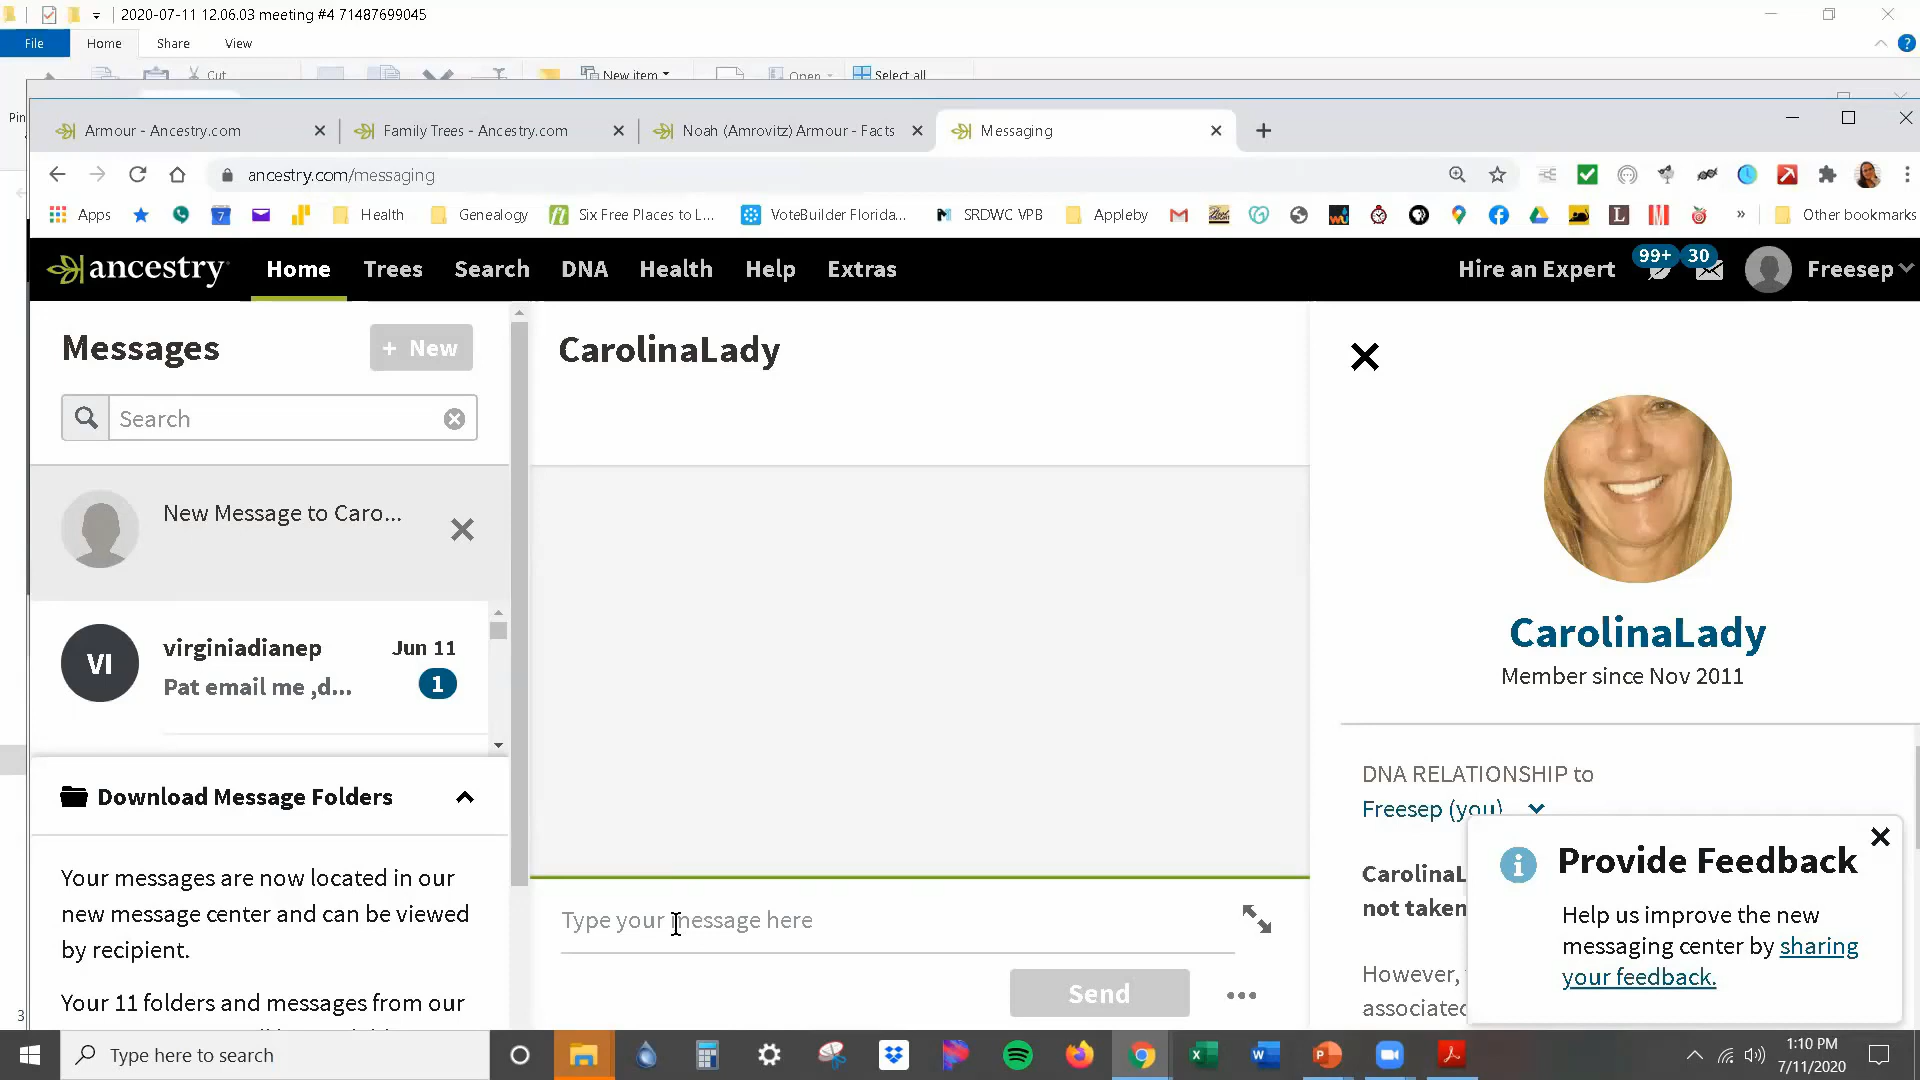 2020-07-11 12.06.03 meeting #4 71487699045
File Home Share View
Cut New item Open Select all
Pin
Armour - Ancestry.com
Family Trees - Ancestry.com
Noah (Amrovitz) Armour - Facts
Messaging
ancestry.com/messaging
Apps 7 Health Genealogy Six Free Places to L... VoteBuilder Florida... SRDWC VPB Appleby » Other bookmarks
ancestry Home Trees Search DNA Health Help Extras Hire an Expert 99+ 30 Freesep
Messages
+ New
Search
New Message to Caro...
VI
virginiadianep Jun 11
Pat email me ,d... 1
Download Message Folders
Your messages are now located in our
new message center and can be viewed
by recipient.
Your 11 folders and messages from our
CarolinaLady
Type your message here
Send
CarolinaLady
Member since Nov 2011
DNA RELATIONSHIP to
Freesep (you)
CarolinaL
not taken
However,
associated
Provide Feedback
Help us improve the new
messaging center by sharing
your feedback.
3
Type here to search
1:10 PM
7/11/2020